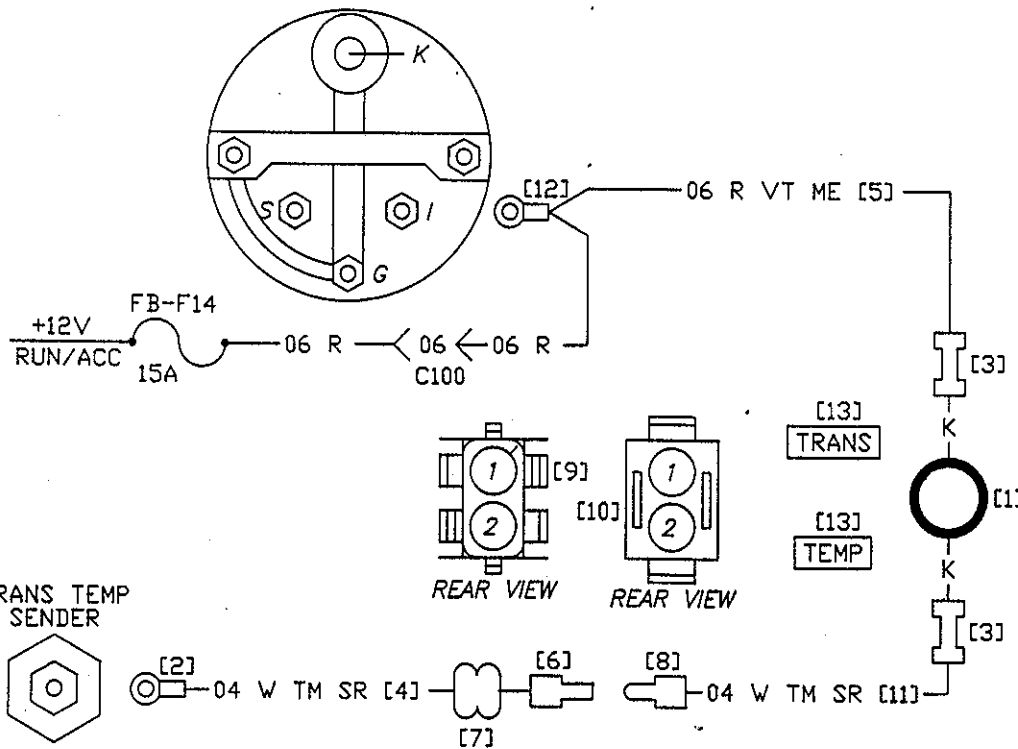 K
[12]
06 R VT ME [5]
S
I
G
FB-F14
+12V
RUN/ACC
15A
06 R
06
06 R
C100
[3]
[13]
TRANS
K
1
[9]
1
[10]
2
2
[1]
[13]
TEMP
K
REAR VIEW
REAR VIEW
RANS TEMP
SENDER
[3]
[2]
04 W TM SR [4]
[6]
[8]
04 W TM SR [11]
[7]